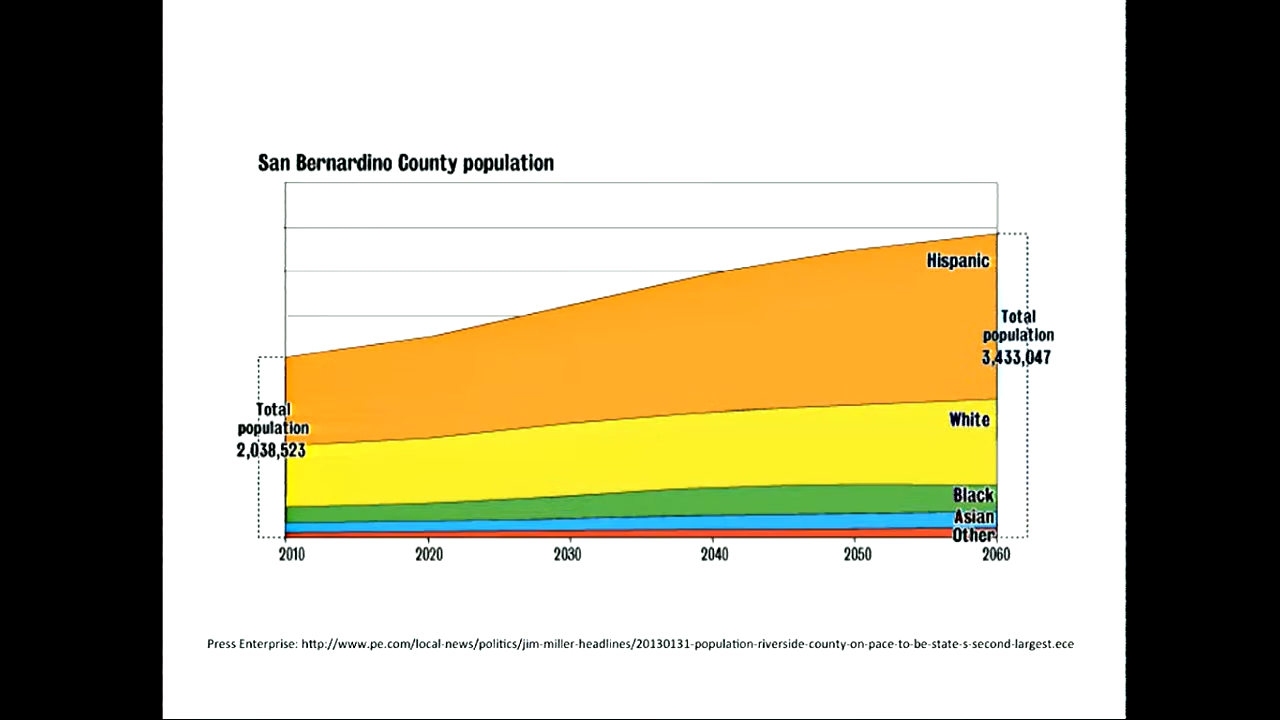 San Bernardino County population
Hispanic
Total
population
3,433,047
Total
population
2,038,523
White
Black
Asian
Other
2010 2020 2030 2040 2050 2060
Press Enterprise: http://www.pe.com/local-news/politics/jim-miller-headlines/20130131-population-riverside-county-on-pace-to-be-state-s-second-largest.ece